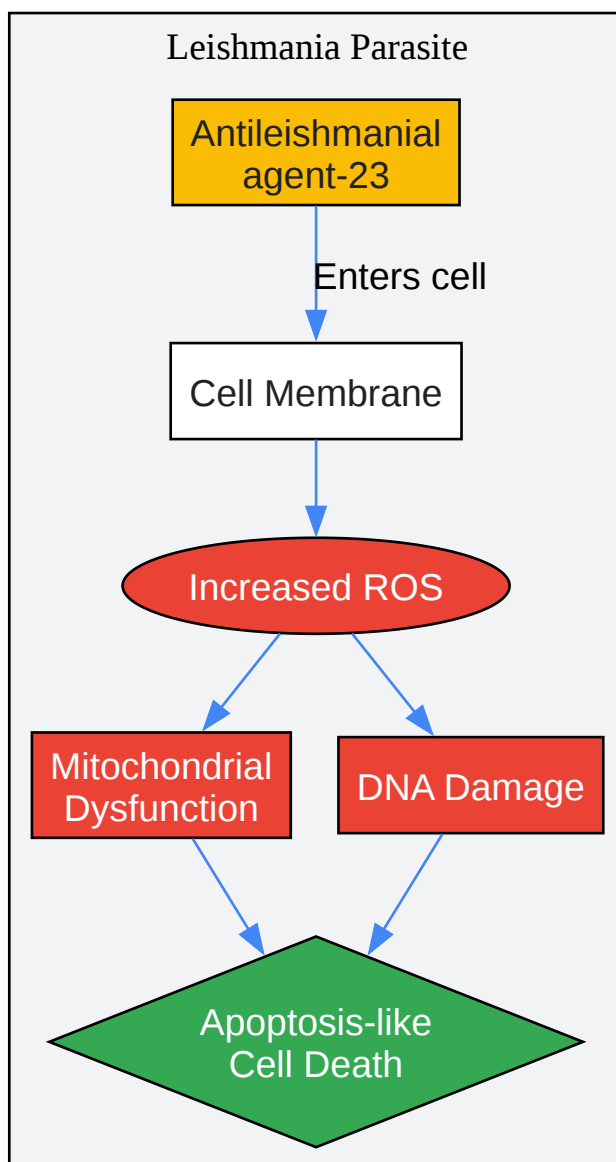 Leishmania Parasite
Antileishmanial
agent-23
Enters cell
Cell Membrane
Increased ROS
Mitochondrial
Dysfunction
DNA Damage
Apoptosis-like
Cell Death